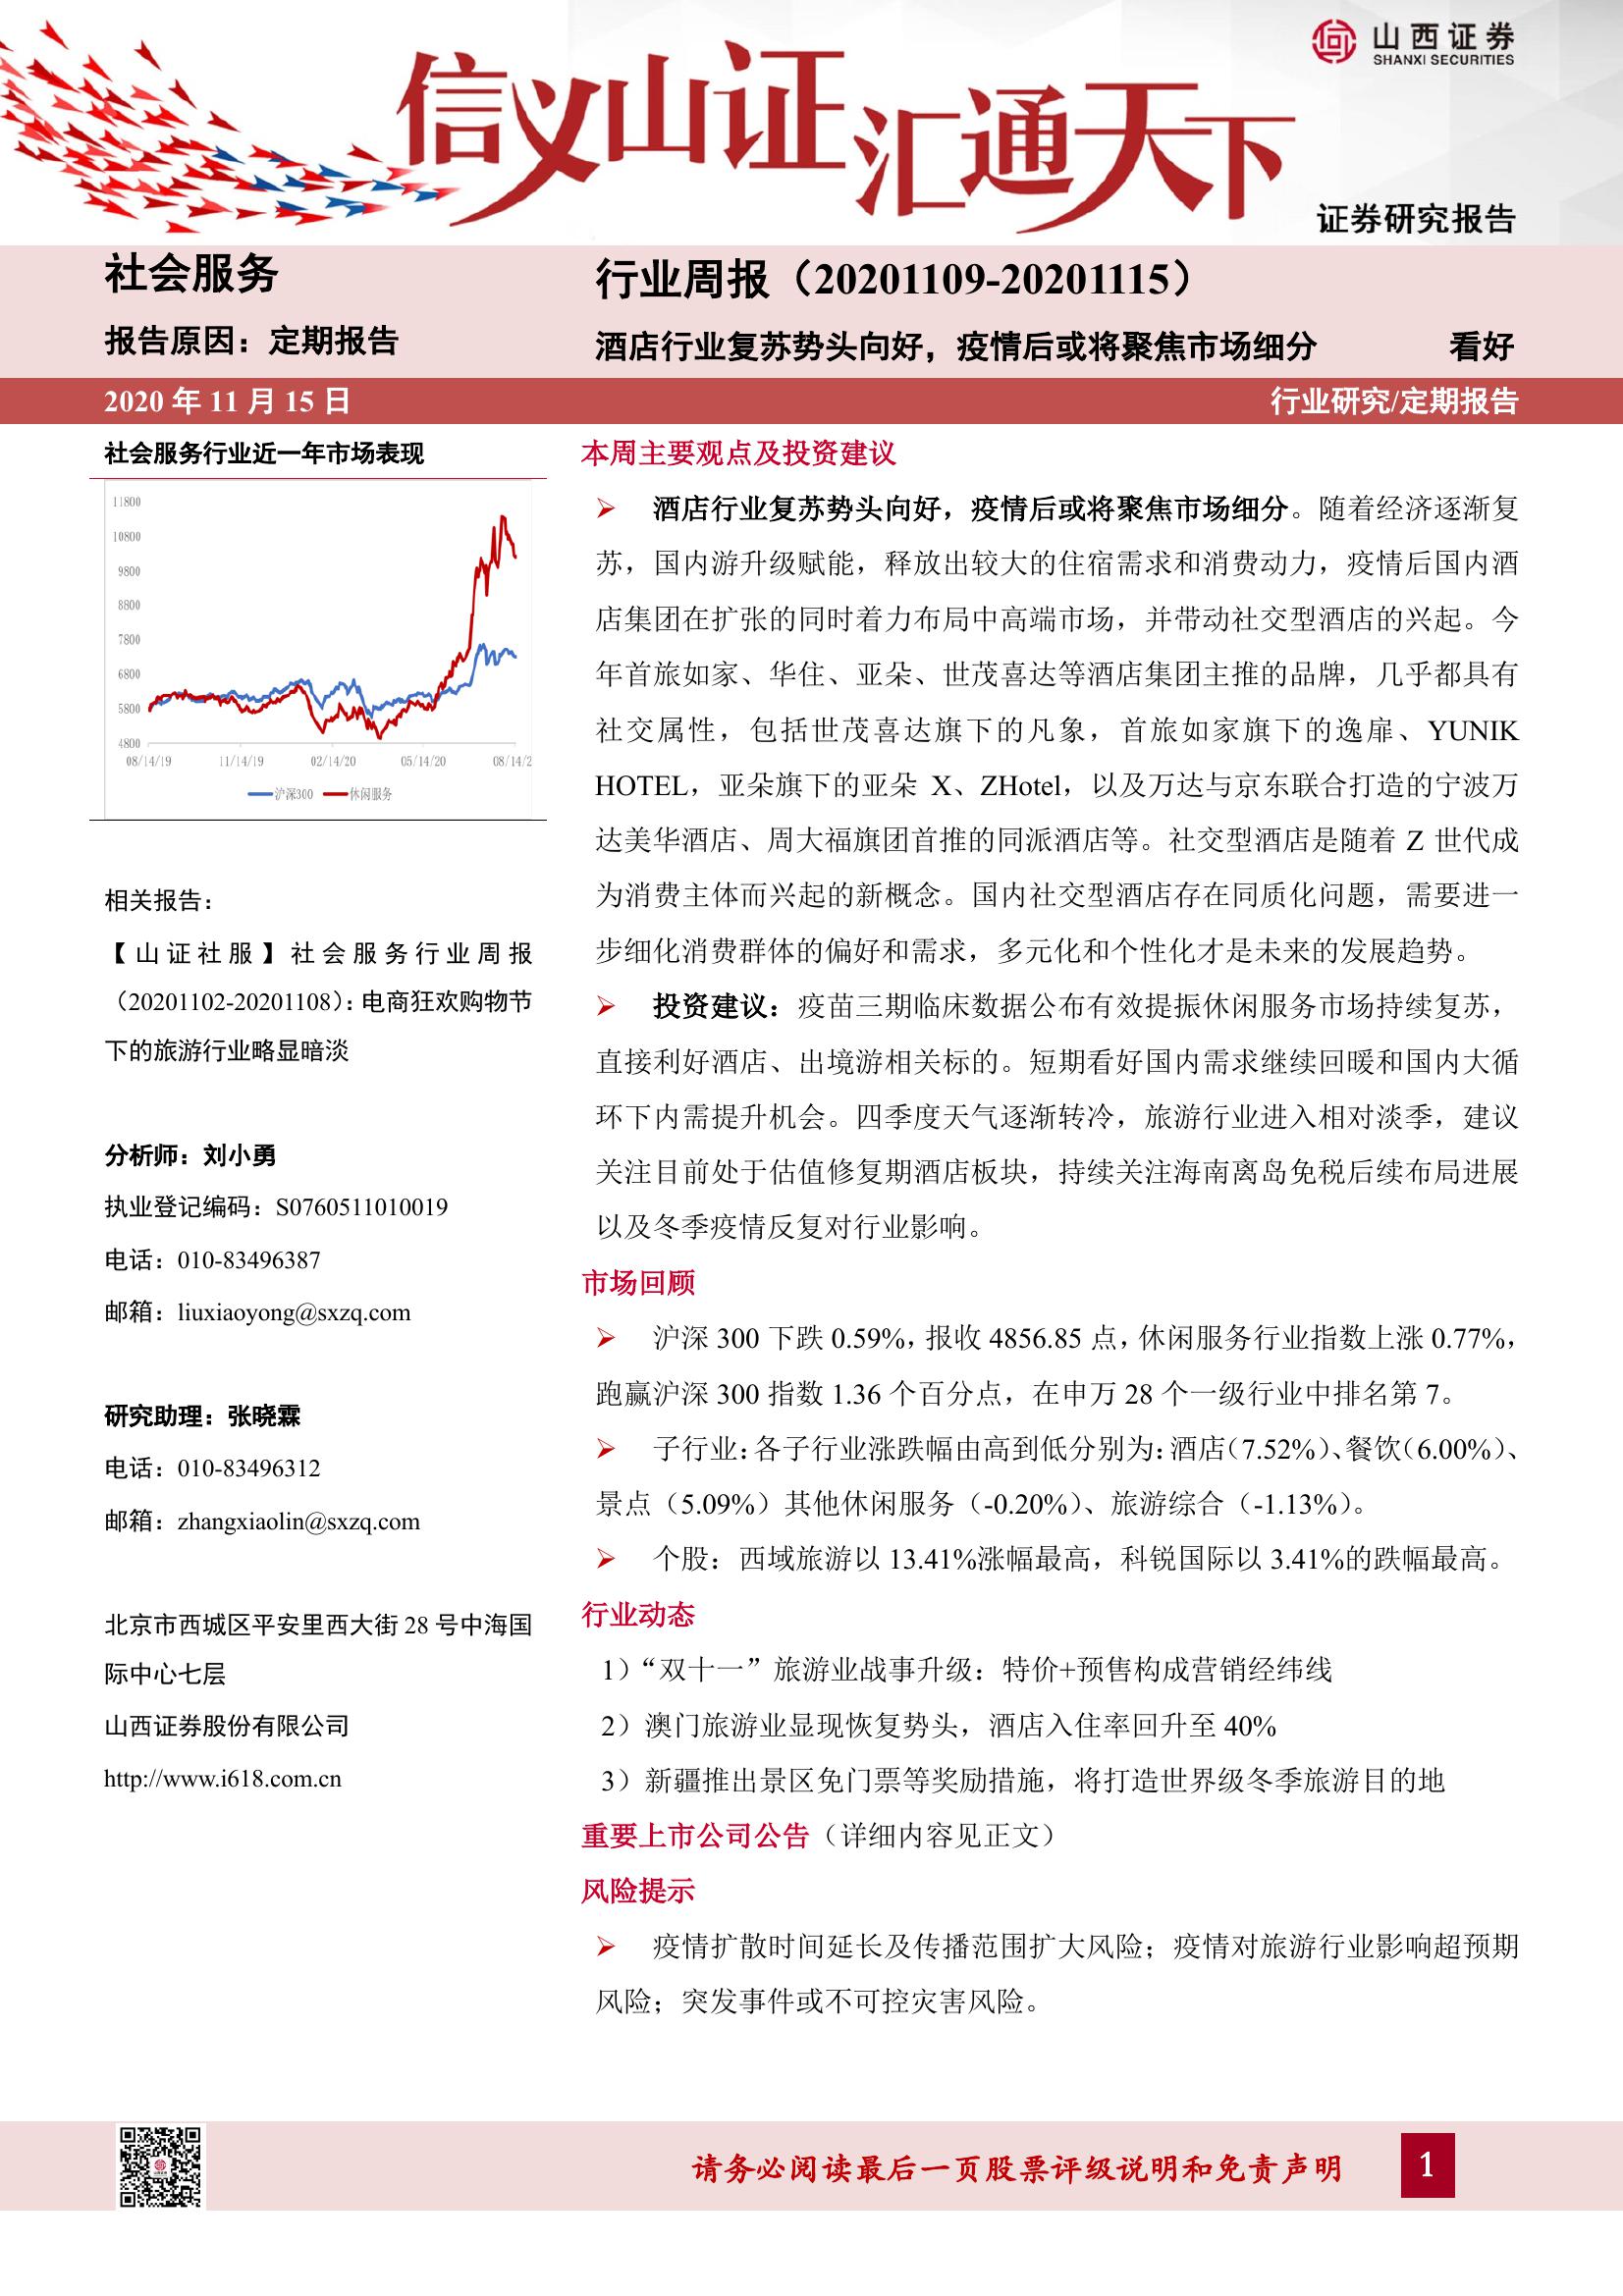 信义山证汇通天下
山西证券
SHANXI SECURITIES
证券研究报告
社会服务
报告原因：定期报告
行业周报（20201109-20201115）
酒店行业复苏势头向好，疫情后或将聚焦市场细分 看好
2020 年 11 月 15 日 行业研究/定期报告
社会服务行业近一年市场表现
11800
10800
9800
8800
7800
6800
5800
4800
08/14/19 11/14/19 02/14/20 05/14/20 08/14/2
沪深300 休闲服务
相关报告：
【山证社服】社会服务行业周报
（20201102-20201108）：电商狂欢购物节
下的旅游行业略显暗淡
分析师：刘小勇
执业登记编码：S0760511010019
电话：010-83496387
邮箱：liuxiaoyong@sxzq.com
研究助理：张晓霖
电话：010-83496312
邮箱：zhangxiaolin@sxzq.com
北京市西城区平安里西大街 28 号中海国
际中心七层
山西证券股份有限公司
http://www.i618.com.cn
本周主要观点及投资建议
➢ 酒店行业复苏势头向好，疫情后或将聚焦市场细分。随着经济逐渐复
苏，国内游升级赋能，释放出较大的住宿需求和消费动力，疫情后国内酒
店集团在扩张的同时着力布局中高端市场，并带动社交型酒店的兴起。今
年首旅如家、华住、亚朵、世茂喜达等酒店集团主推的品牌，几乎都具有
社交属性，包括世茂喜达旗下的凡象，首旅如家旗下的逸扉、YUNIK
HOTEL，亚朵旗下的亚朵 X、ZHotel，以及万达与京东联合打造的宁波万
达美华酒店、周大福旗团首推的同派酒店等。社交型酒店是随着 Z 世代成
为消费主体而兴起的新概念。国内社交型酒店存在同质化问题，需要进一
步细化消费群体的偏好和需求，多元化和个性化才是未来的发展趋势。
➢ 投资建议：疫苗三期临床数据公布有效提振休闲服务市场持续复苏，
直接利好酒店、出境游相关标的。短期看好国内需求继续回暖和国内大循
环下内需提升机会。四季度天气逐渐转冷，旅游行业进入相对淡季，建议
关注目前处于估值修复期酒店板块，持续关注海南离岛免税后续布局进展
以及冬季疫情反复对行业影响。
市场回顾
➢ 沪深 300 下跌 0.59%，报收 4856.85 点，休闲服务行业指数上涨 0.77%，
跑赢沪深 300 指数 1.36 个百分点，在申万 28 个一级行业中排名第 7。
➢ 子行业：各子行业涨跌幅由高到低分别为：酒店（7.52%）、餐饮（6.00%）、
景点（5.09%）其他休闲服务（-0.20%）、旅游综合（-1.13%）。
➢ 个股：西域旅游以 13.41%涨幅最高，科锐国际以 3.41%的跌幅最高。
行业动态
1）“双十一”旅游业战事升级：特价+预售构成营销经纬线
2）澳门旅游业显现恢复势头，酒店入住率回升至 40%
3）新疆推出景区免门票等奖励措施，将打造世界级冬季旅游目的地
重要上市公司公告（详细内容见正文）
风险提示
➢ 疫情扩散时间延长及传播范围扩大风险；疫情对旅游行业影响超预期
风险；突发事件或不可控灾害风险。
请务必阅读最后一页股票评级说明和免责声明 1